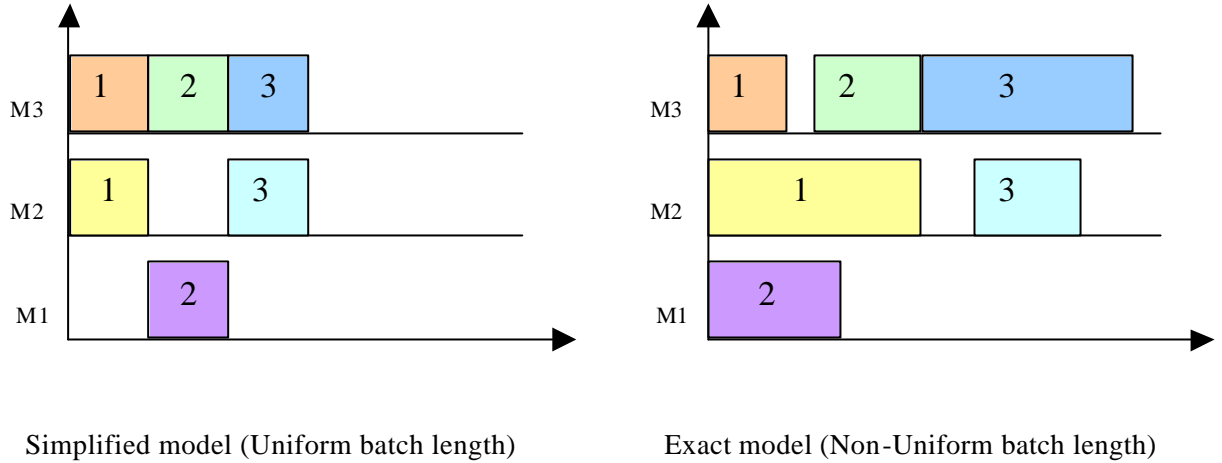 M3 1 2 3
M2 1 3
M1 2
Simplified model (Uniform batch length)
M3 1 2 3
M2 1 3
M1 2
Exact model (Non-Uniform batch length)